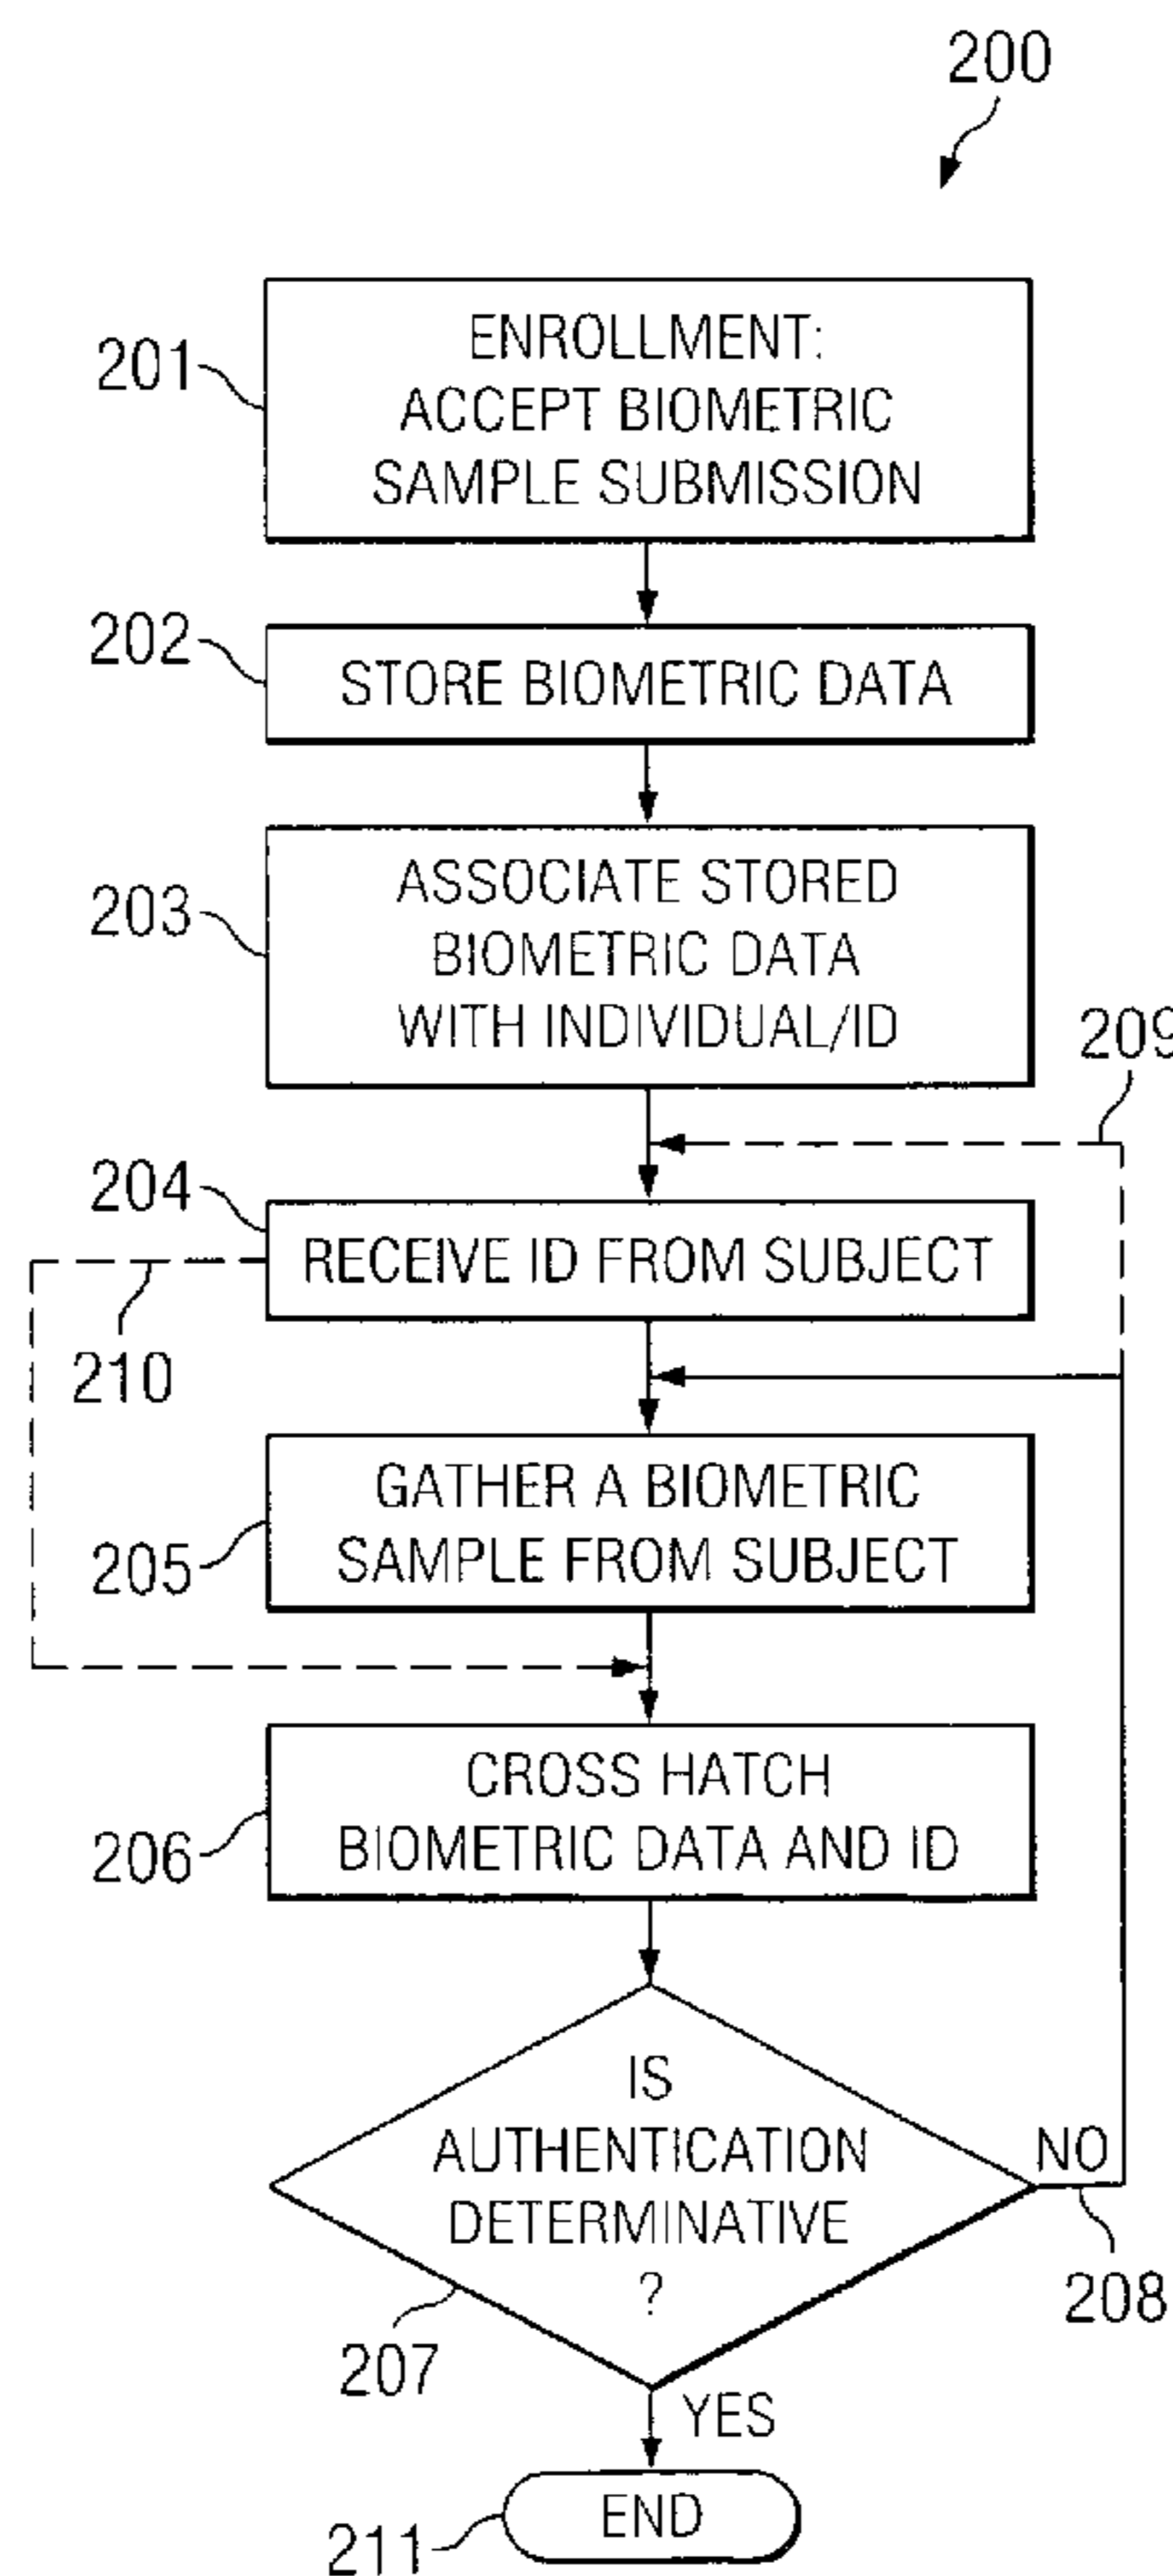 200
201
ENROLLMENT:
ACCEPT BIOMETRIC
SAMPLE SUBMISSION
202
STORE BIOMETRIC DATA
203
ASSOCIATE STORED
BIOMETRIC DATA
WITH INDIVIDUAL/ID
209
204
RECEIVE ID FROM SUBJECT
210
205
GATHER A BIOMETRIC
SAMPLE FROM SUBJECT
206
CROSS HATCH
BIOMETRIC DATA AND ID
IS
AUTHENTICATION
DETERMINATIVE
?
NO
208
207
YES
END
211